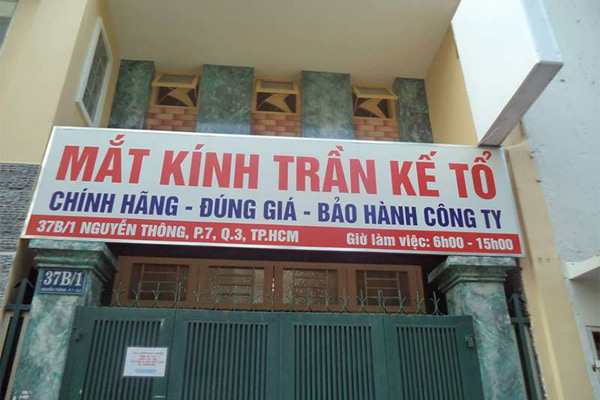 MẮT KÍNH TRẦN KẾ TỔ
CHÍNH HÃNG - ĐÚNG GIÁ - BẢO HÀNH CÔNG TY
37B/1 NGUYỄN THÔNG, P.7, Q.3, TP.HCM Giờ làm việc: 6h00 - 15h00
37B/1